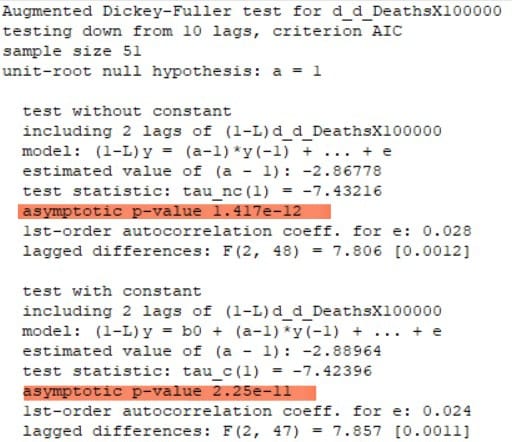 Augmented Dickey-Fuller test for d_d_DeathsX100000
testing down from 10 lags, criterion AIC
sample size 51
unit-root null hypothesis: a = 1
test without constant
including 2 lags of (1-L)d_d_DeathsX100000
model: (1-L)y = (a-1)*y(-1) + ... + e
estimated value of (a - 1): -2.86778
test statistic: tau_nc(1) = -7.43216
asymptotic p-value 1.417e-12
1st-order autocorrelation coeff. for e: 0.028
lagged differences: F(2, 48) = 7.806 [0.0012]
test with constant
including 2 lags of (1-L)d_d_DeathsX100000
model: (1-L)y = b0 + (a-1)*y(-1) + ... + e
estimated value of (a - 1): -2.88964
test statistic: tau_c(1) = -7.42396
asymptotic p-value 2.25e-11
1st-order autocorrelation coeff. for e: 0.024
lagged differences: F(2, 47) = 7.857 [0.0011]